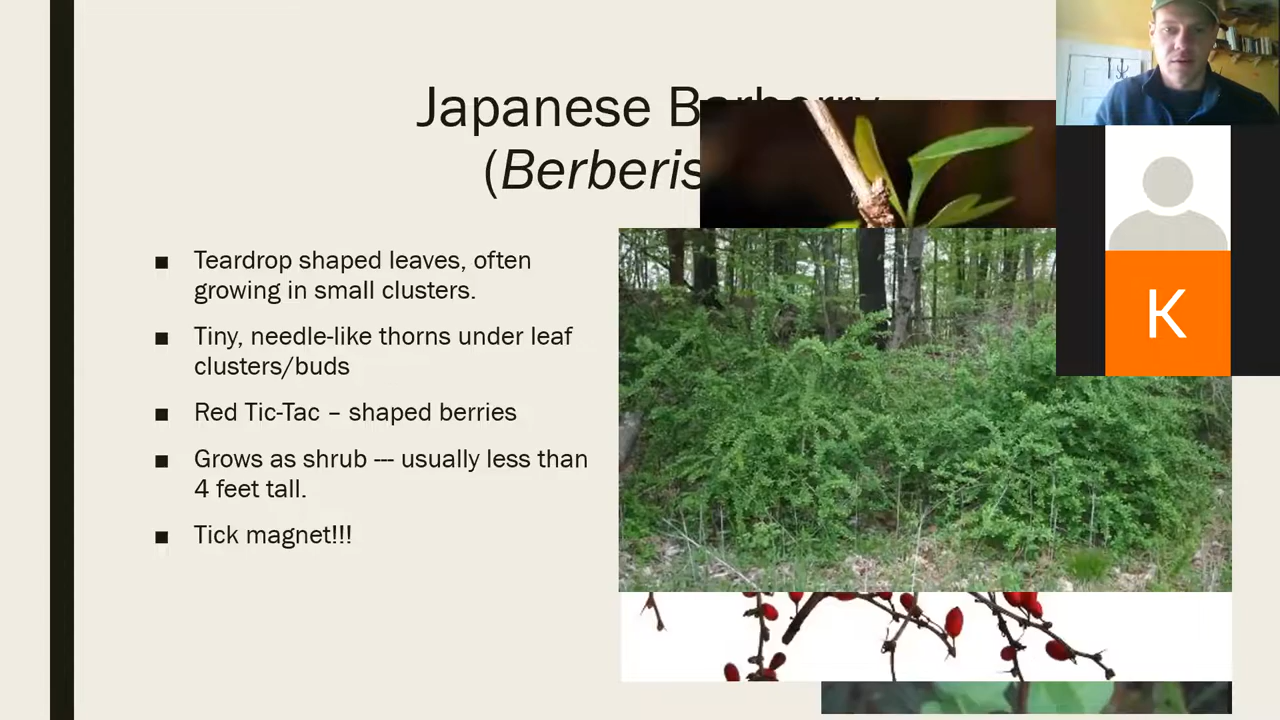 Japanese Barberry
(Berberis
■ Teardrop shaped leaves, often
growing in small clusters.
■ Tiny, needle-like thorns under leaf
clusters/buds
■ Red Tic-Tac – shaped berries
■ Grows as shrub --- usually less than
4 feet tall.
■ Tick magnet!!!
K